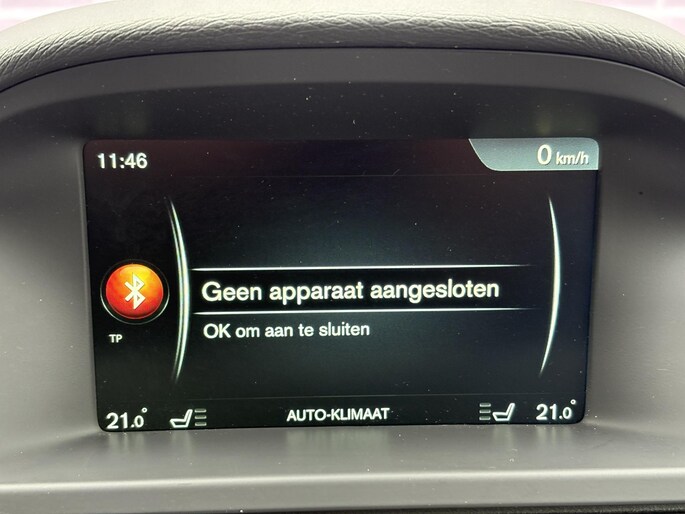 11:46
0 km/h
Geen apparaat aangesloten
OK om aan te sluiten
TP
21.0°
AUTO-KLIMAAT
21.0°